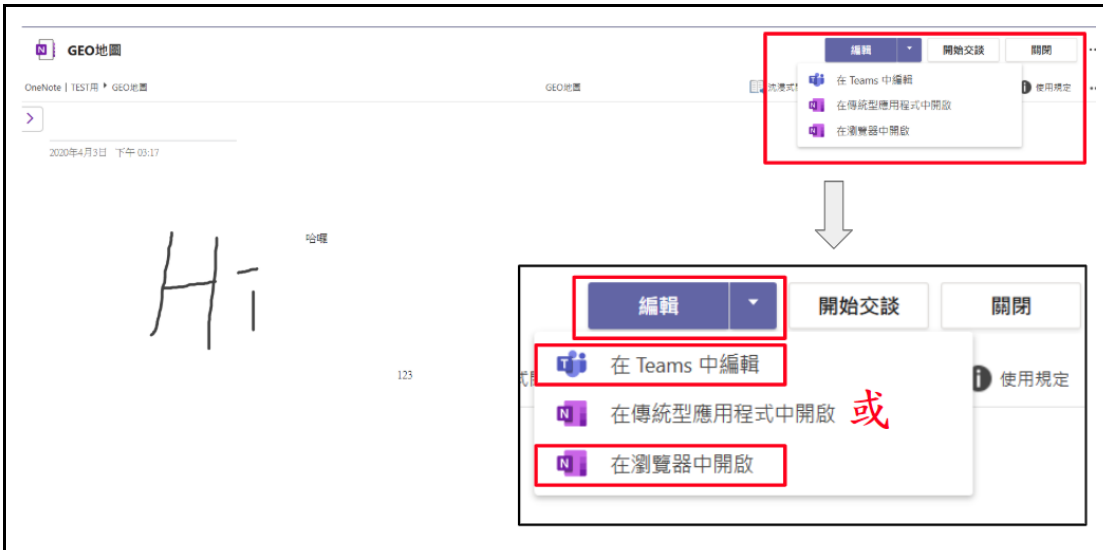 GEO地圖
編輯 開始交談 關閉
OneNote | TEST用 GEO地圖
GEO地圖
使用規定
在 Teams 中編輯
在傳統型應用程式中開啟
在瀏覽器中開啟
2020年4月3日 下午 03:17
哈囉
Hi
123
編輯 開始交談 關閉
在 Teams 中編輯
使用規定
在傳統型應用程式中開啟 或
在瀏覽器中開啟